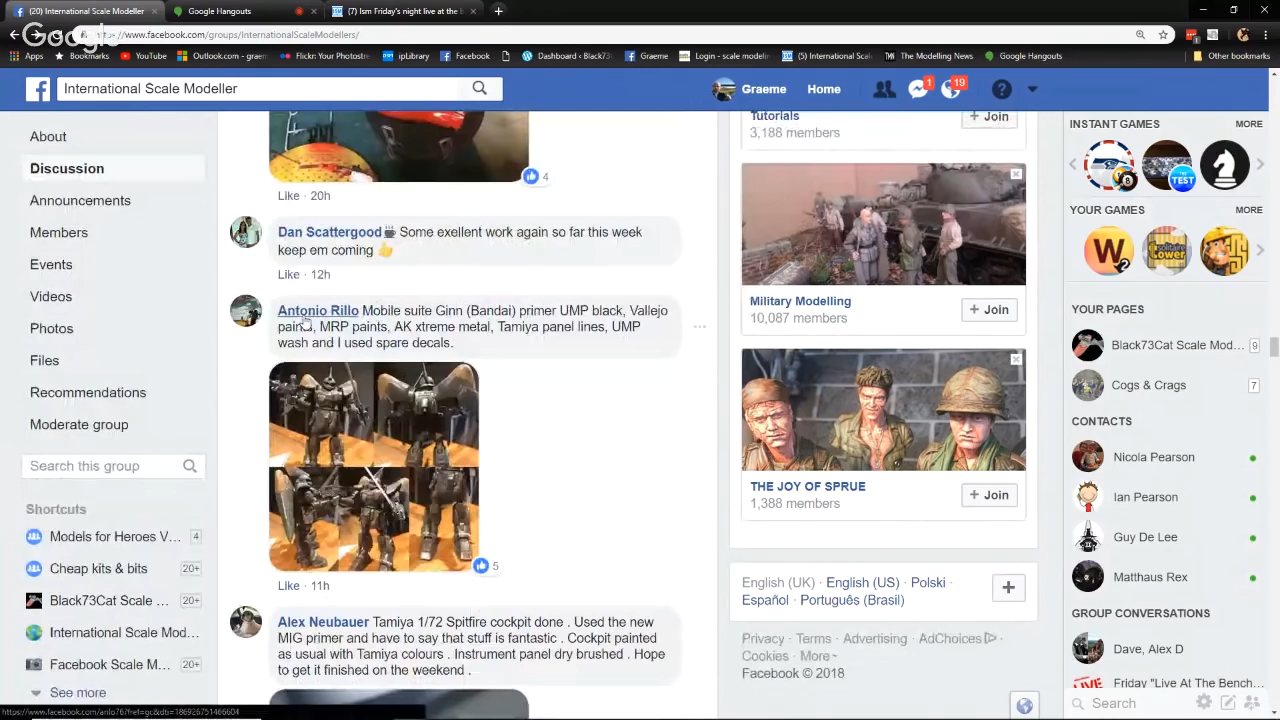 (1) International Scale Modeller
Google Hangouts
(7) Ism Friday's night live at the
Google
https://www.facebook.com/groups/InternationalScaleModellers/
Apps
Bookmarks
YouTube
Outlook.com - graem
Flickr: Your Photostre
ipLibrary
Facebook
Dashboard ‹ Black73
Graeme
Login - scale modelin
(5) International Scale
The Modelling News
Google Hangouts
Other bookmarks
International Scale Modeller
Graeme
Home
1
19
About
Discussion
Announcements
Members
Events
Videos
Photos
Files
Recommendations
Moderate group
Search this group
Shortcuts
Models for Heroes V... 4
Cheap kits & bits 20+
Black73Cat Scale ... 20+
International Scale Mod...
Facebook Scale M... 20+
See more
4
Like · 20h
Dan Scattergood Some exellent work again so far this week
keep em coming
Like · 12h
Antonio Rillo Mobile suite Ginn (Bandai) primer UMP black, Vallejo
paints, MRP paints, AK xtreme metal, Tamiya panel lines, UMP
wash and I used spare decals.
5
Like · 11h
Alex Neubauer Tamiya 1/72 Spitfire cockpit done . Used the new
MIG primer and have to say that stuff is fantastic . Cockpit painted
as usual with Tamiya colours . Instrument panel dry brushed . Hope
to get it finished on the weekend .
Tutorials
3,188 members
+ Join
Military Modelling
10,087 members
+ Join
THE JOY OF SPRUE
1,388 members
+ Join
English (UK) · English (US) · Polski ·
Español · Português (Brasil)
Privacy · Terms · Advertising · AdChoices ·
Cookies · More
Facebook © 2018
INSTANT GAMES MORE
8
TEST
YOUR GAMES MORE
W
2
solitaire
Tower
YOUR PAGES
Black73Cat Scale Mod... 9
Cogs & Crags 7
CONTACTS
Nicola Pearson
Ian Pearson
Guy De Lee
Matthaus Rex
GROUP CONVERSATIONS
Dave, Alex D
LIVE
Friday "Live At The Bench...
Search